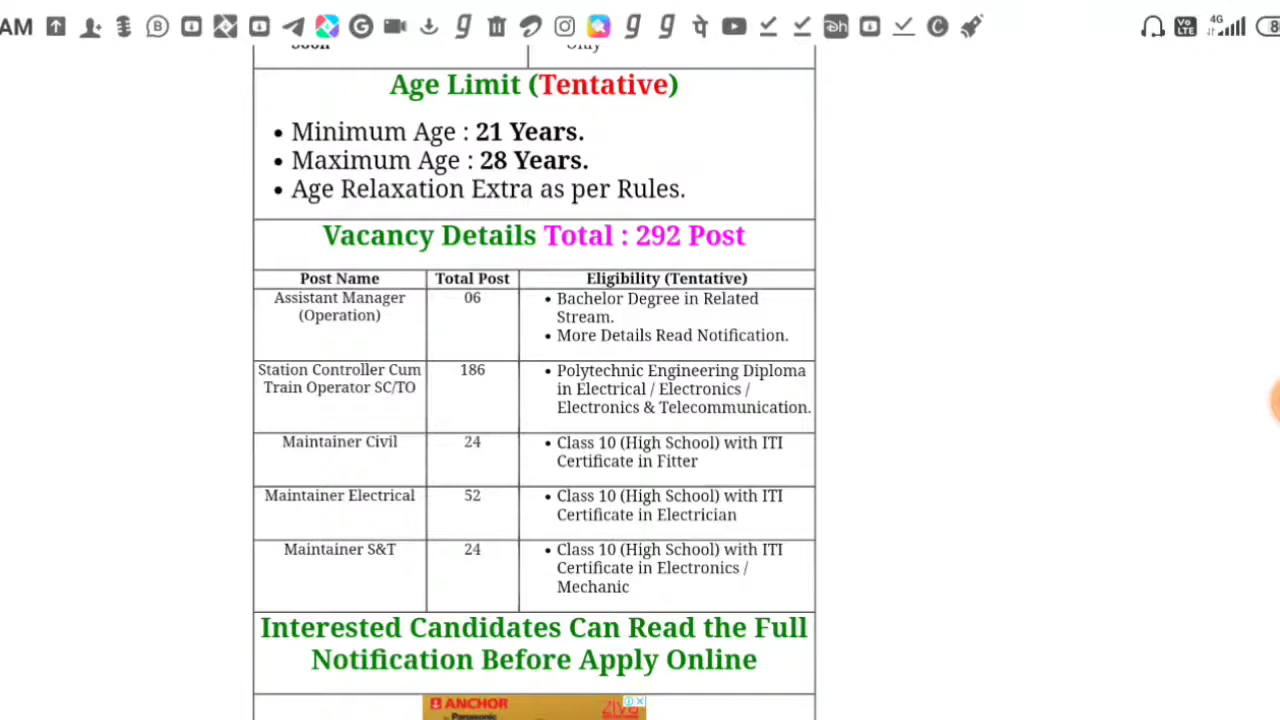 AM
4G
Soon Only
Age Limit (Tentative)
• Minimum Age : 21 Years.
• Maximum Age : 28 Years.
• Age Relaxation Extra as per Rules.
Vacancy Details Total : 292 Post
Post Name Total Post Eligibility (Tentative)
Assistant Manager 06 • Bachelor Degree in Related
(Operation) Stream.
• More Details Read Notification.
Station Controller Cum 186 • Polytechnic Engineering Diploma
Train Operator SC/TO in Electrical / Electronics /
Electronics & Telecommunication.
Maintainer Civil 24 • Class 10 (High School) with ITI
Certificate in Fitter
Maintainer Electrical 52 • Class 10 (High School) with ITI
Certificate in Electrician
Maintainer S&T 24 • Class 10 (High School) with ITI
Certificate in Electronics /
Mechanic
Interested Candidates Can Read the Full
Notification Before Apply Online
ANCHOR
Panasonic